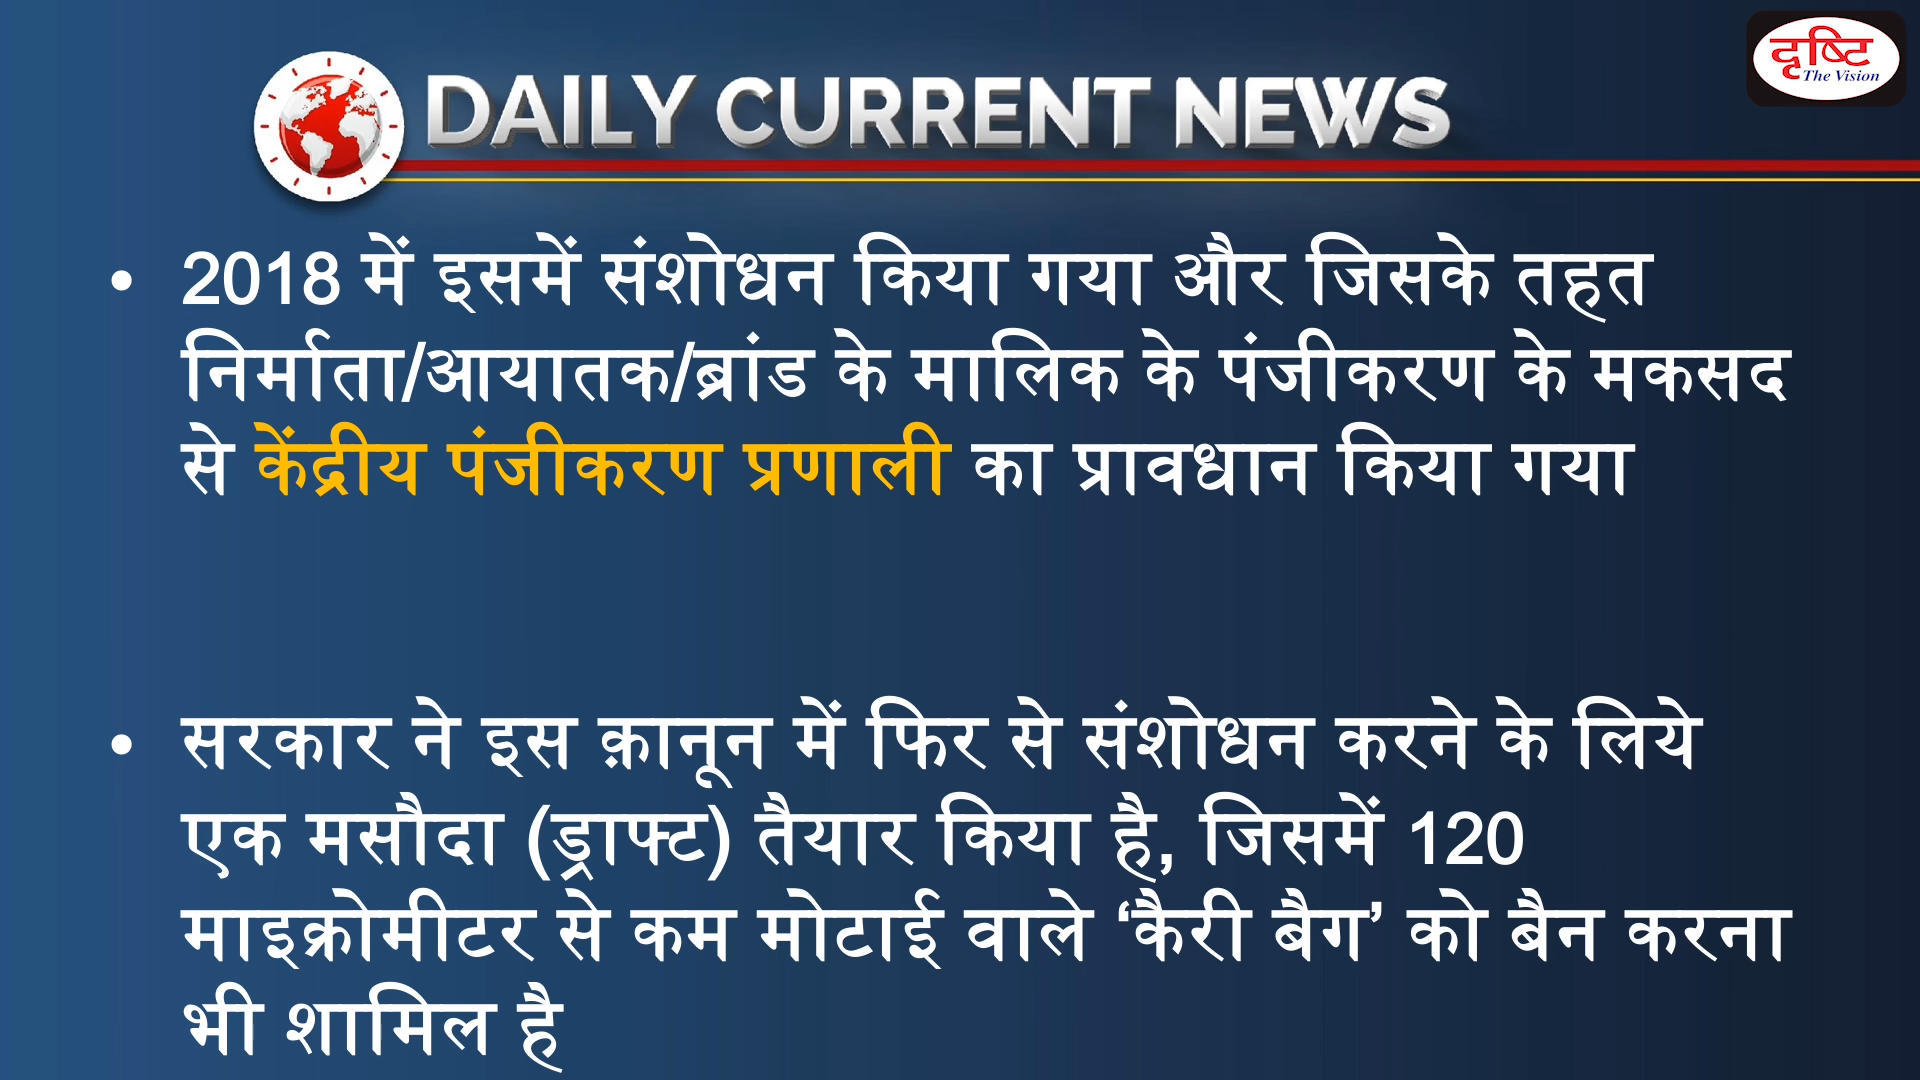 दृष्टि
The Vision
DAILY CURRENT NEWS
• 2018 में इसमें संशोधन किया गया और जिसके तहत
निर्माता/आयातक/ब्रांड के मालिक के पंजीकरण के मकसद
से केंद्रीय पंजीकरण प्रणाली का प्रावधान किया गया
• सरकार ने इस क़ानून में फिर से संशोधन करने के लिये
एक मसौदा (ड्राफ्ट) तैयार किया है, जिसमें 120
माइक्रोमीटर से कम मोटाई वाले ‘कैरी बैग’ को बैन करना
भी शामिल है